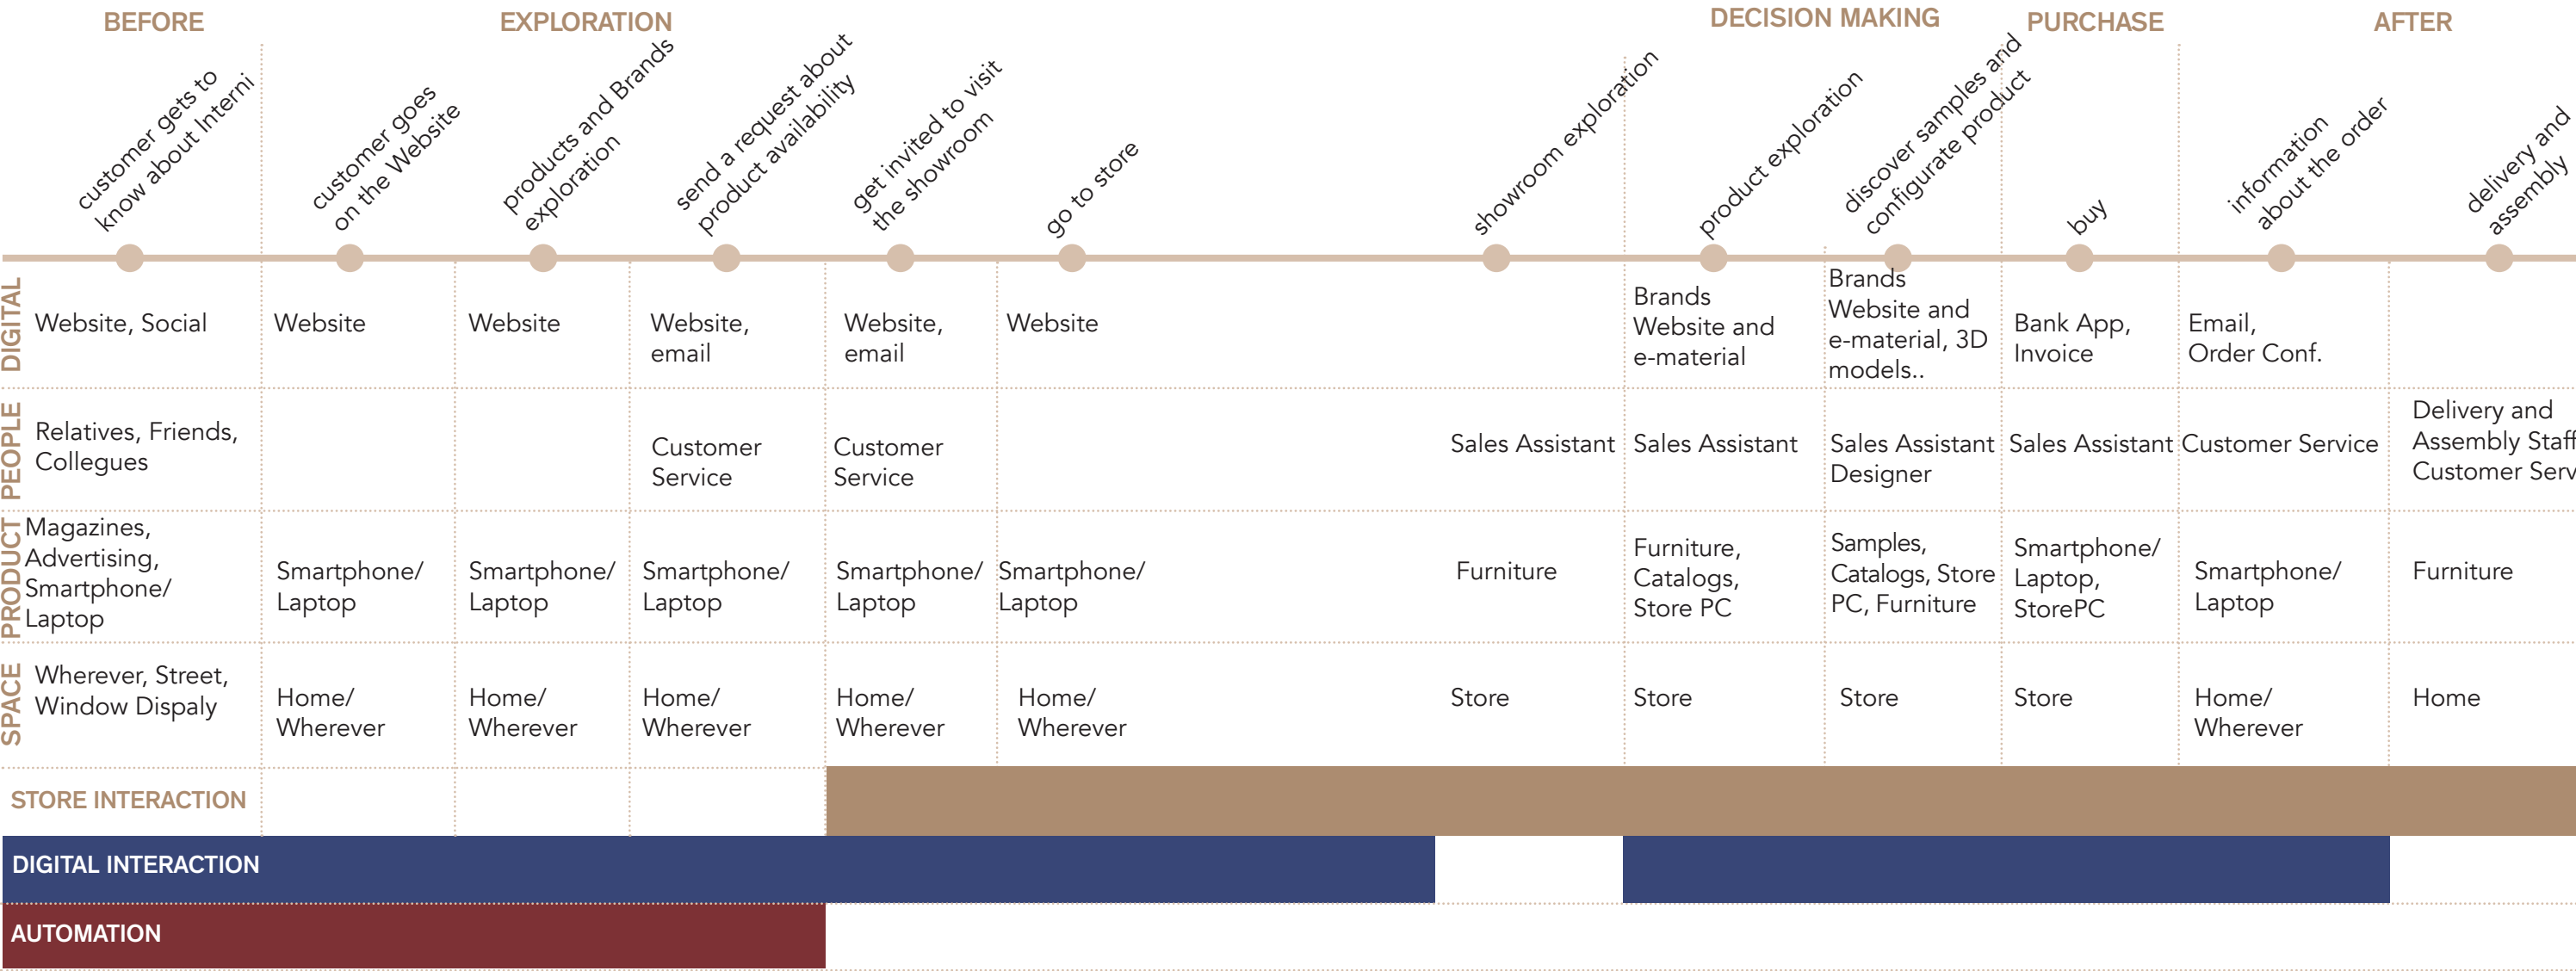 BEFORE
EXPLORATION
DECISION MAKING
PURCHASE
AFTER
customer gets to
know about Interni
customer goes
on the Website
products and Brands
exploration
send a request about
product availability
get invited to visit
the showroom
go to store
showroom exploration
product exploration
discover samples and
configurate product
buy
information
about the order
delivery and
assembly
DIGITAL
Website, Social
Website
Website
Website,
email
Website,
email
Website
Brands
Website and
e-material
Brands
Website and
e-material, 3D
models..
Bank App,
Invoice
Email,
Order Conf.
PEOPLE
Relatives, Friends,
Collegues
Customer
Service
Customer
Service
Sales Assistant
Sales Assistant
Sales Assistant
Designer
Sales Assistant
Customer Service
Delivery and
Assembly Staff
Customer Serv
PRODUCT
Magazines,
Advertising,
Smartphone/
Laptop
Smartphone/
Laptop
Smartphone/
Laptop
Smartphone/
Laptop
Smartphone/
Laptop
Smartphone/
Laptop
Furniture
Furniture,
Catalogs,
Store PC
Samples,
Catalogs, Store
PC, Furniture
Smartphone/
Laptop,
StorePC
Smartphone/
Laptop
Furniture
SPACE
Wherever, Street,
Window Dispaly
Home/
Wherever
Home/
Wherever
Home/
Wherever
Home/
Wherever
Home/
Wherever
Store
Store
Store
Store
Home/
Wherever
Home
STORE INTERACTION
DIGITAL INTERACTION
AUTOMATION